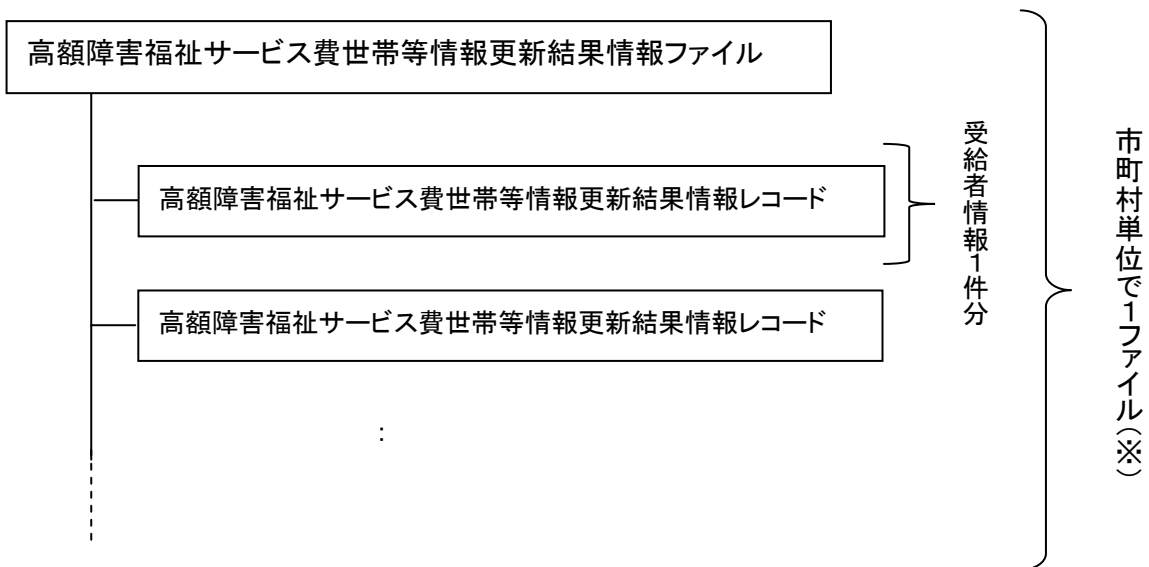 高額障害福祉サービス費世帯等情報更新結果情報ファイル
高額障害福祉サービス費世帯等情報更新結果情報レコード
高額障害福祉サービス費世帯等情報更新結果情報レコード
:
受給者情報1件分
市町村単位で1ファイル(※)